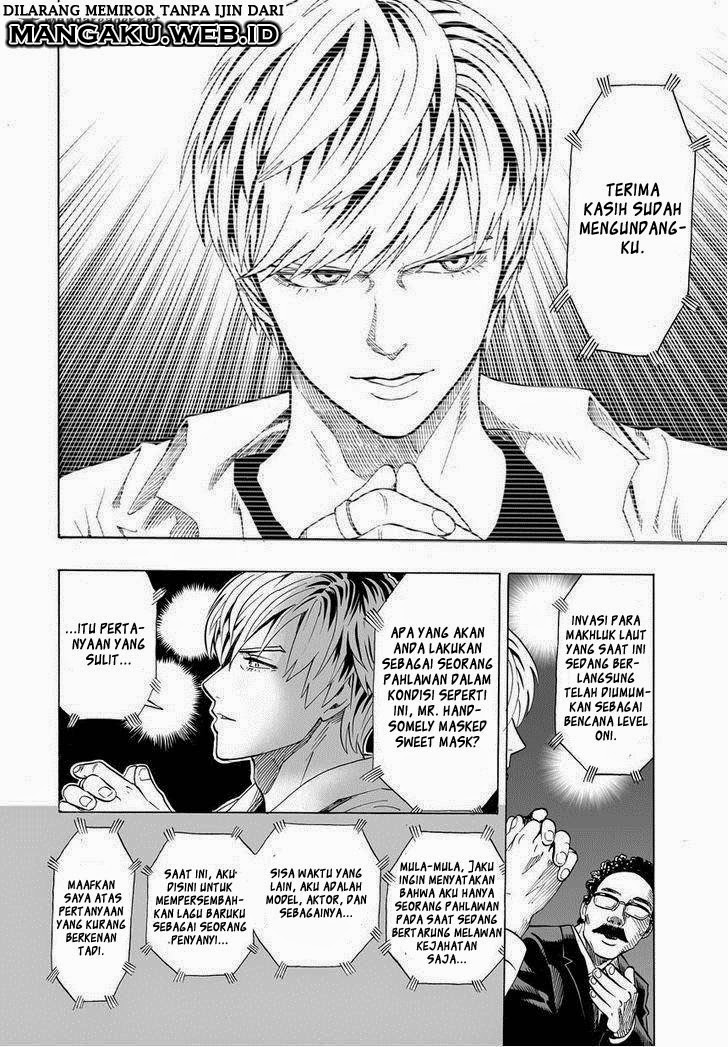 DILARANG MEMIROR TANPA IJIN DARI
MANGAKU.WEB.ID
TERIMA
KASIH SUDAH
MENGUNDANG-
KU.
INVASI PARA
MAKHLUK LAUT
YANG SAAT INI
SEDANG BER-
LANGSUNG
TELAH DIUMUM-
KAN SEBAGAI
BENCANA LEVEL
ONI.
APA YANG AKAN
ANDA LAKUKAN
SEBAGAI SEORANG
PAHLAWAN DALAM
KONDISI SEPERTI
INI, MR. HAND-
SOMELY MASKED
SWEET MASK?
...ITU PERTA-
NYAAN YANG
SULIT...
MULA-MULA, JAKU
INGIN MENYATAKAN
BAHWA AKU HANYA
SEORANG PAHLAWAN
PADA SAAT SEDANG
BERTARUNG MELAWAN
KEJAHATAN
SAJA...
SISA WAKTU YANG
LAIN, AKU ADALAH
MODEL, AKTOR, DAN
SEBAGAINYA...
SAAT INI, AKU
DISINI UNTUK
MEMPERSEMBAH-
KAN LAGU BARUKU
SEBAGAI SEORANG
PENYANYI...
MAAFKAN
SAYA ATAS
PERTANYAAN
YANG KURANG
BERKENAN
TADI.